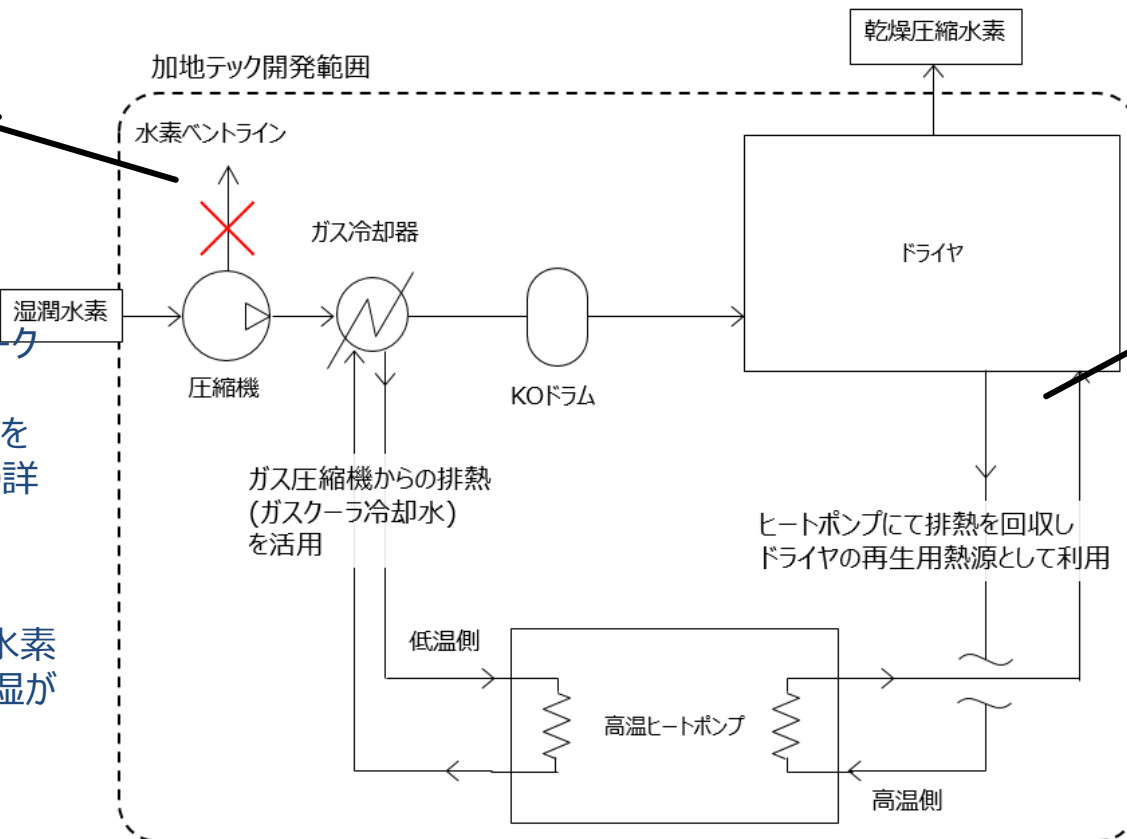 乾燥圧縮水素
加地テック開発範囲
水素ベントライン
ガス冷却器
ドライヤ
湿潤水素
ーク
圧縮機
KOドラム
を
詳
ガス圧縮機からの排熱
(ガスクーラ冷却水)
を活用
ヒートポンプにて排熱を回収し
ドライヤの再生用熱源として利用
水素
湿が
低温側
高温ヒートポンプ
高温側